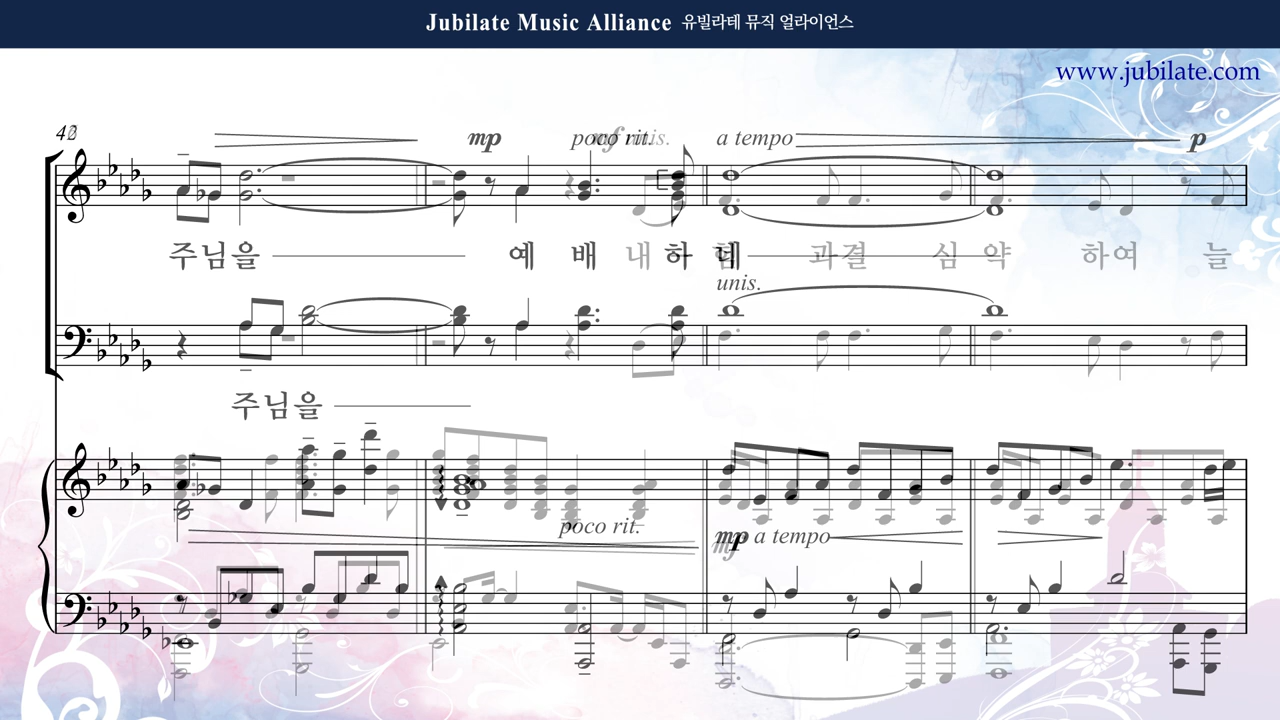 Jubilate Music Alliance 유빌라테 뮤직 얼라이언스
www.jubilate.com
mp poco rit. unis. a tempo p
주님을 예 배 내 하 네 과 결 심 약 하여 늘
unis.
주님을
poco rit.
mp a tempo